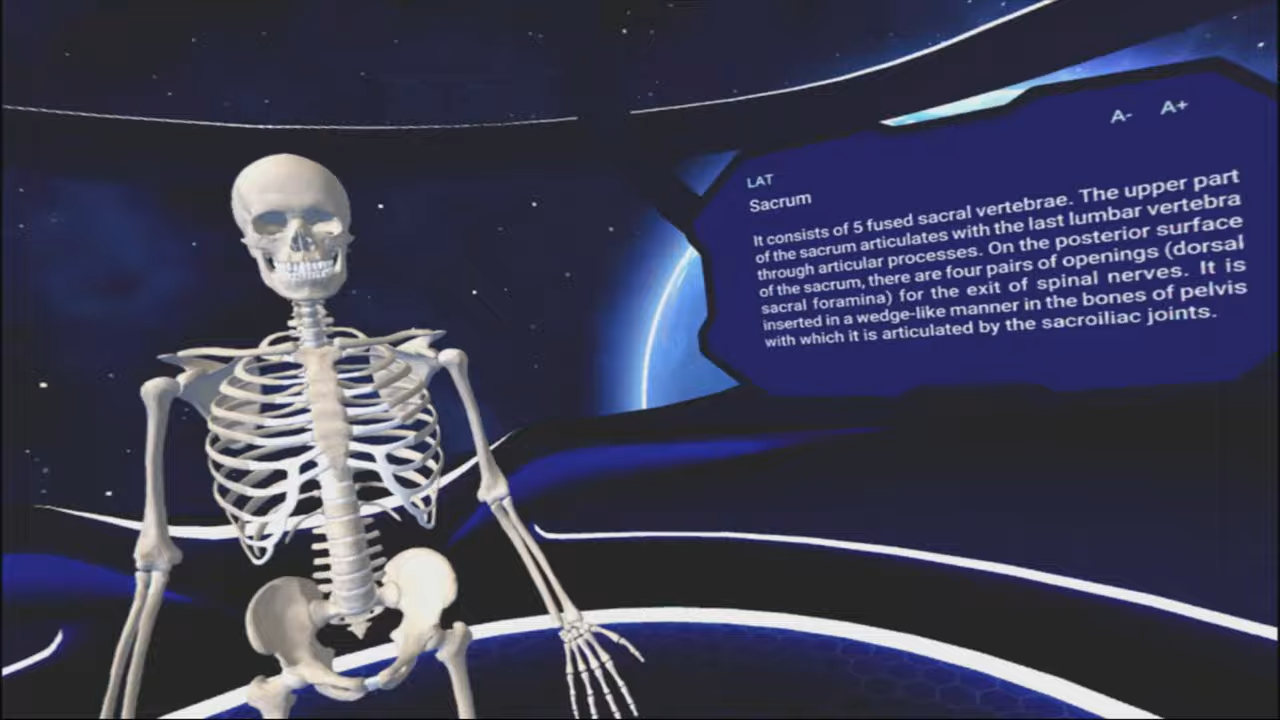 A- A+
LAT
Sacrum
It consists of 5 fused sacral vertebrae. The upper part
of the sacrum articulates with the last lumbar vertebra
through articular processes. On the posterior surface
of the sacrum, there are four pairs of openings (dorsal
sacral foramina) for the exit of spinal nerves. It is
inserted in a wedge-like manner in the bones of pelvis
with which it is articulated by the sacroiliac joints.